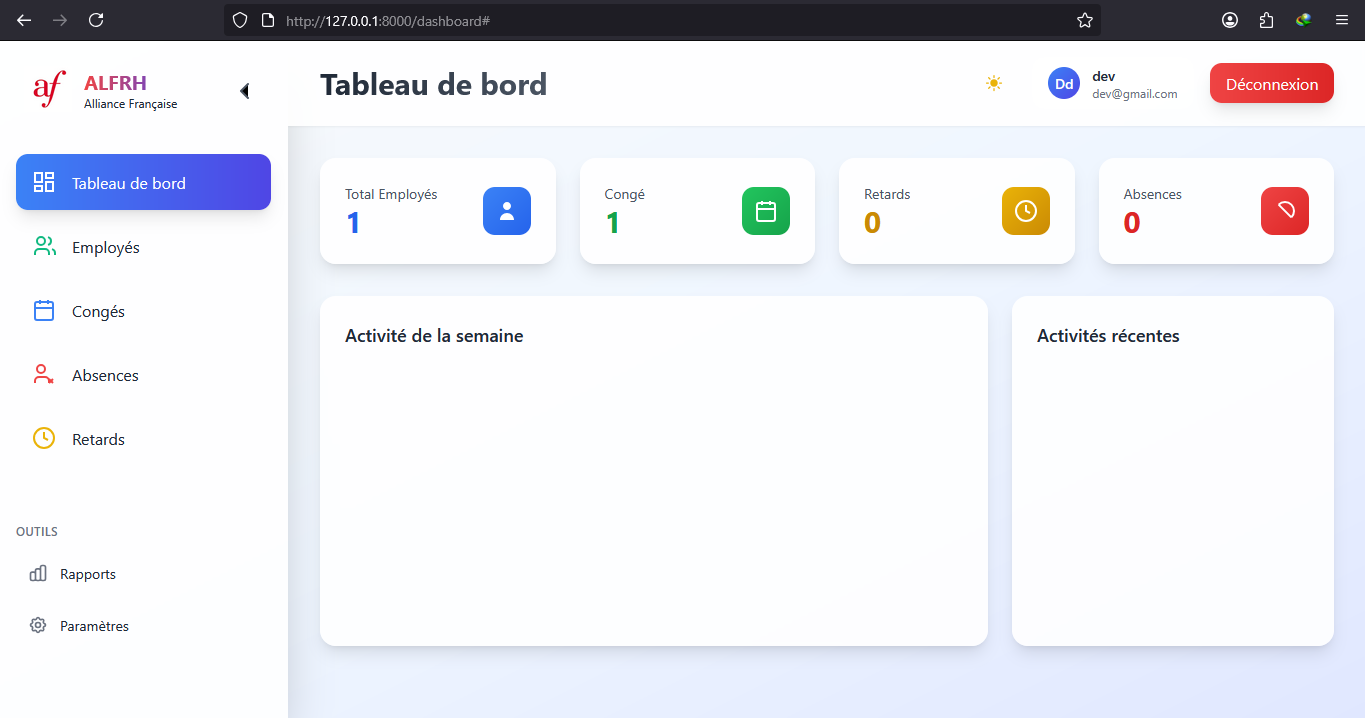 http://127.0.0.1:8000/dashboard#
af
ALFRH
Alliance Française
Tableau de bord
Dd
dev
dev@gmail.com
Déconnexion
Tableau de bord
Employés
Congés
Absences
Retards
OUTILS
Rapports
Paramètres
Total Employés
1
Congé
1
Retards
0
Absences
0
Activité de la semaine
Activités récentes